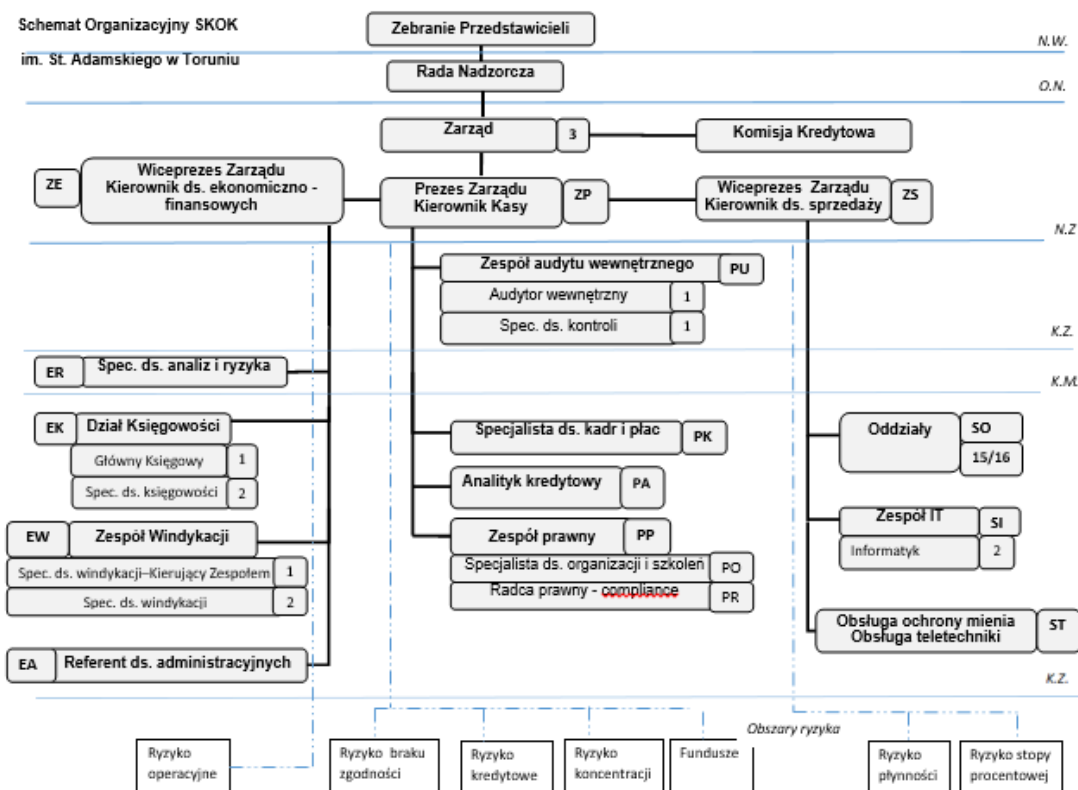 Schemat Organizacyjny SKOK
im. St. Adamskiego w Toruniu
Zebranie Przedstawicieli
N.W.
Rada Nadzorcza
O.N.
Zarząd 3
Komisja Kredytowa
ZE
Wiceprezes Zarządu
Kierownik ds. ekonomiczno -
finansowych
Prezes Zarządu
Kierownik Kasy
ZP
Wiceprezes Zarządu
Kierownik ds. sprzedaży
ZS
N.Z
Zespół audytu wewnętrznego PU
Audytor wewnętrzny 1
Spec. ds. kontroli 1
K.Z.
ER Spec. ds. analiz i ryzyka
K.M.
EK Dział Księgowości
Główny Księgowy 1
Spec. ds. księgowości 2
EW Zespół Windykacji
Spec. ds. windykacji–Kierujący Zespołem 1
Spec. ds. windykacji 2
EA Referent ds. administracyjnych
Specjalista ds. kadr i płac PK
Analityk kredytowy PA
Zespół prawny PP
Specjalista ds. organizacji i szkoleń PO
Radca prawny - compliance PR
Oddziały SO
15/16
Zespół IT SI
Informatyk 2
Obsługa ochrony mienia
Obsługa teletechniki
ST
K.Z.
Obszary ryzyka
Ryzyko
operacyjne
Ryzyko braku
zgodności
Ryzyko
kredytowe
Ryzyko
koncentracji
Fundusze
Ryzyko
płynności
Ryzyko stopy
procentowej